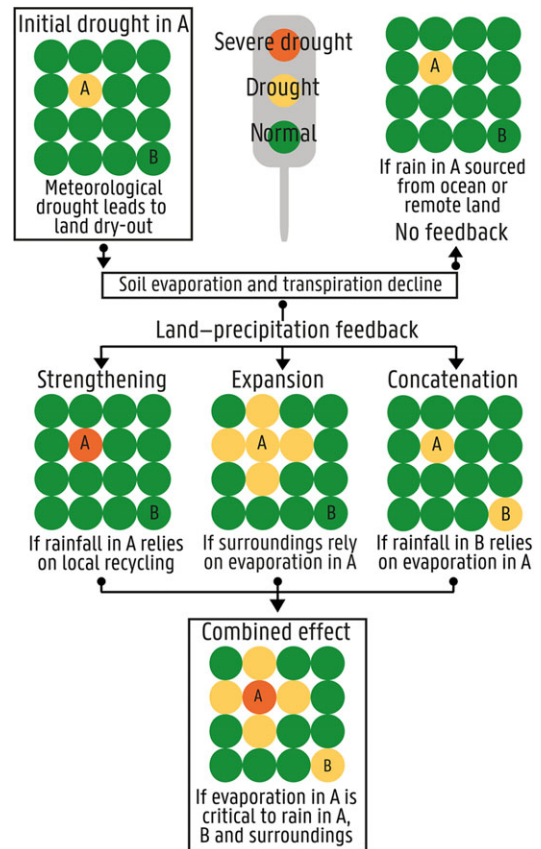 Initial drought in A
A
B
Meteorological
drought leads to
land dry-out
Severe drought
Drought
Normal
A
B
If rain in A sourced
from ocean or
remote land
No feedback
Soil evaporation and transpiration decline
Land–precipitation feedback
Strengthening
A
B
If rainfall in A relies
on local recycling
Expansion
A
B
If surroundings rely
on evaporation in A
Concatenation
A
B
If rainfall in B relies
on evaporation in A
Combined effect
A
B
If evaporation in A is
critical to rain in A,
B and surroundings